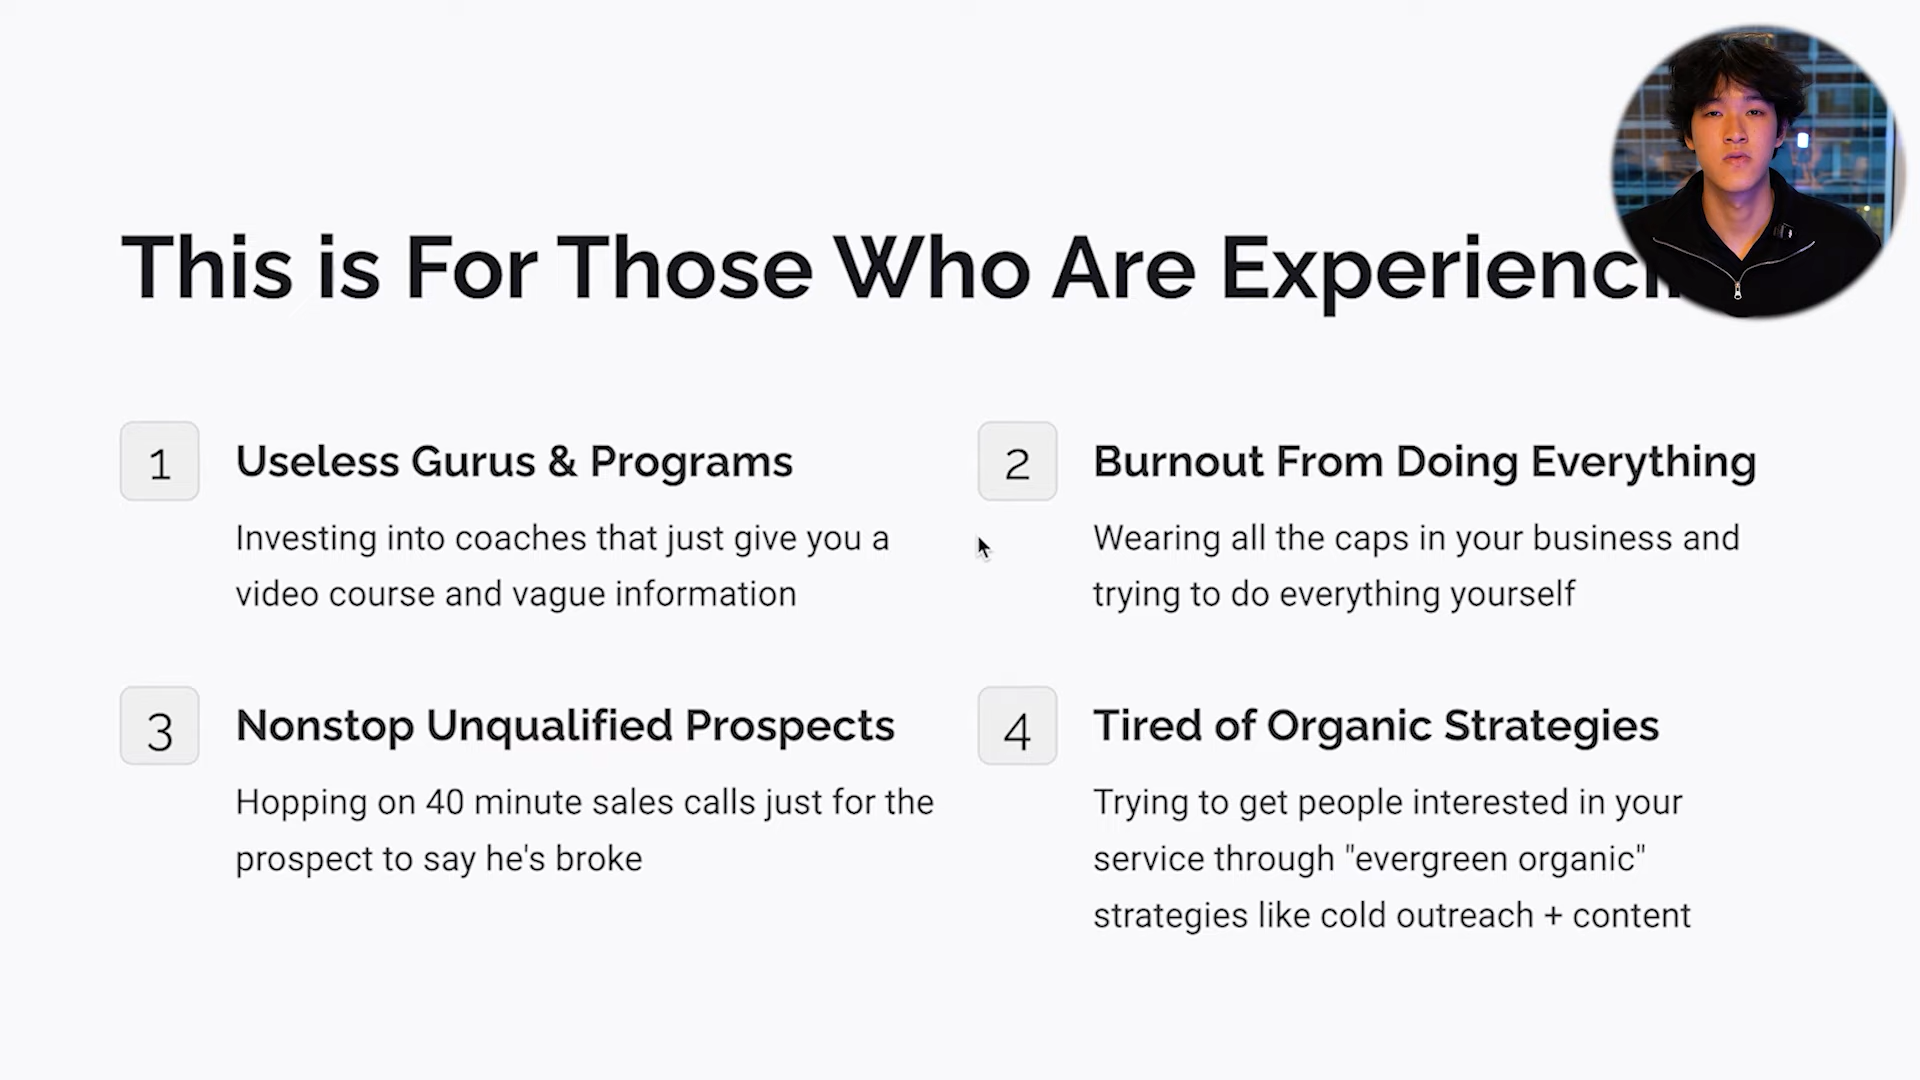 This is For Those Who Are
1
Useless Gurus & Programs
Investing into coaches that just give you a
video course and vague information
2
Burnout From Doing Everything
Wearing all the caps in your business and
trying to do everything yourself
3
Nonstop Unqualified Prospects
Hopping on 40 minute sales calls just for the
prospect to say he's broke
4
Tired of Organic Strategies
Trying to get people interested in your
service through "evergreen organic"
strategies like cold outreach + content